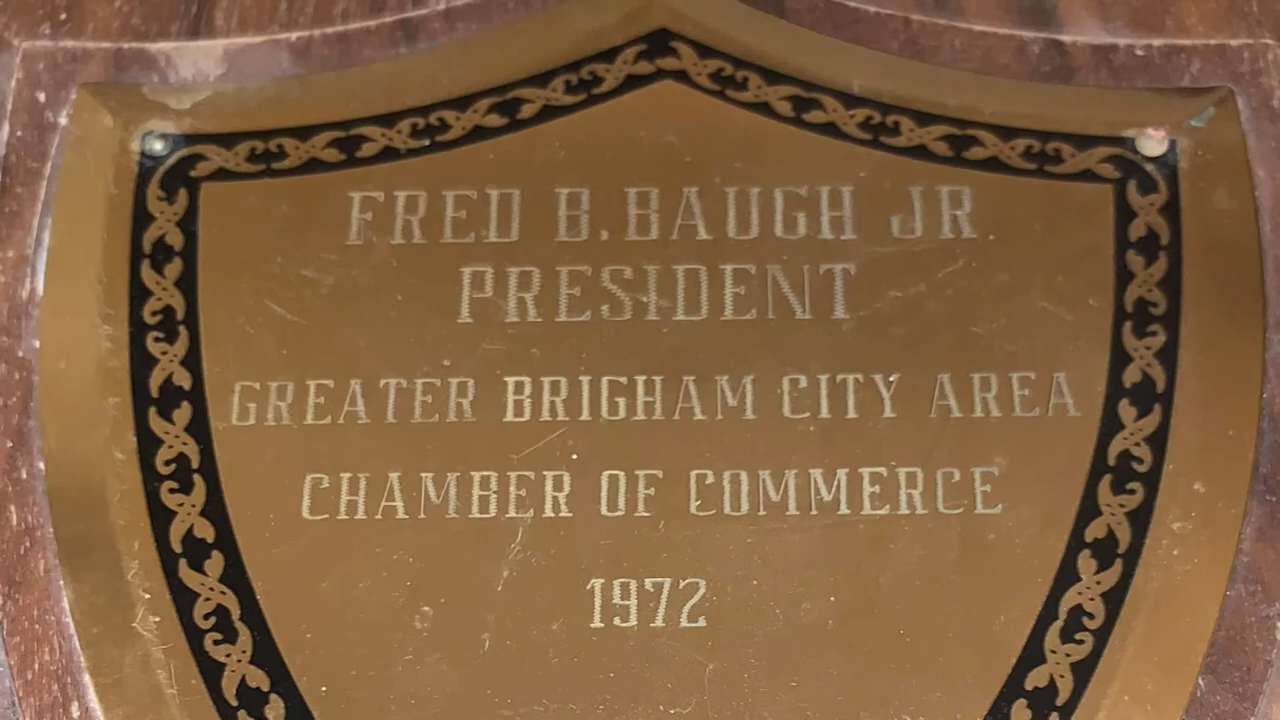 FRED B. BAUGH JR.
PRESIDENT
GREATER BRIGHAM CITY AREA
CHAMBER OF COMMERCE
1972